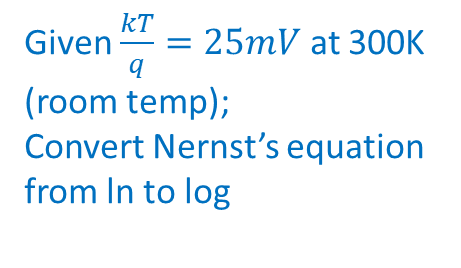 Given kT/q = 25mV at 300K
(room temp);
Convert Nernst’s equation
from ln to log